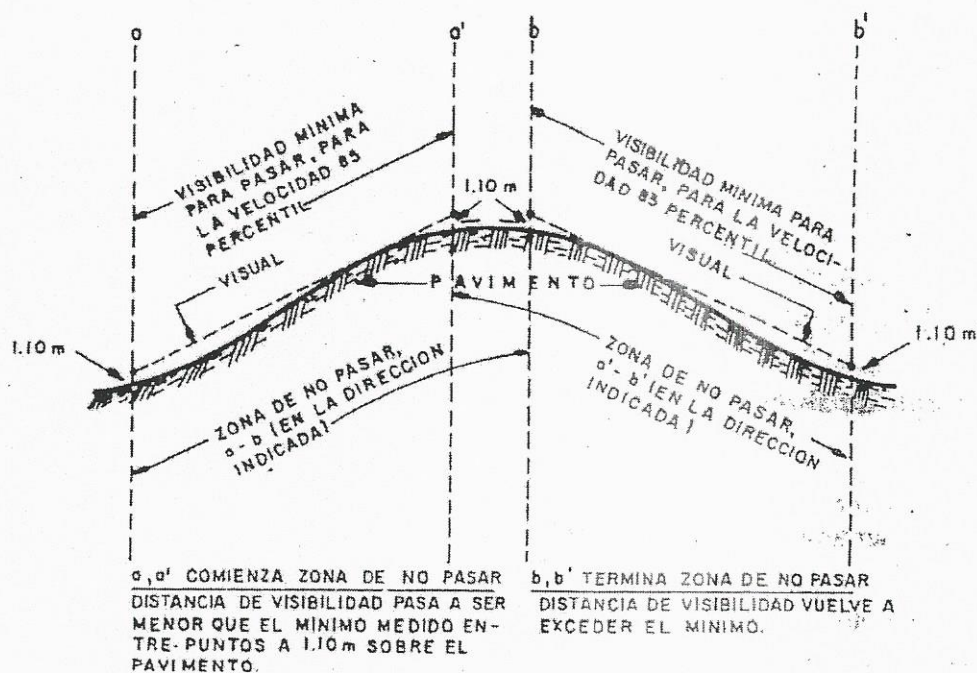 a
a'
b
b'
VISIBILIDAD MÍNIMA
PARA PASAR, PARA
LA VELOCIDAD 85
PERCENTIL
VISIBILIDAD MINIMA PARA
PASAR, PARA LA VELOCI-
DAD 85 PERCENTIL
1.10 m
VISUAL
VISUAL
PAVIMENTO
1.10 m
1.10 m
ZONA DE NO PASAR,
a-b (EN LA DIRECCION
INDICADA)
ZONA DE NO PASAR,
a'-b' (EN LA DIRECCION
INDICADA)
a, a' COMIENZA ZONA DE NO PASAR
DISTANCIA DE VISIBILIDAD PASA A SER
MENOR QUE EL MINIMO MEDIDO EN-
TRE-PUNTOS A 1.10 m SOBRE EL
PAVIMENTO.
b, b' TERMINA ZONA DE NO PASAR
DISTANCIA DE VISIBILIDAD VUELVE A
EXCEDER EL MINIMO.